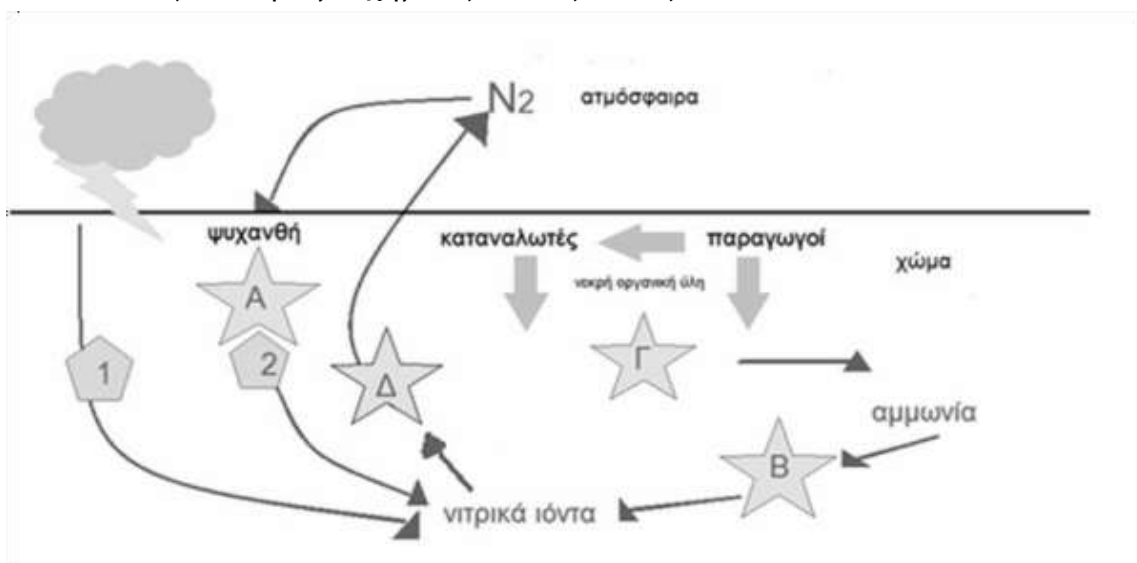 N2 ατμόσφαιρα
ψυχανθή καταναλωτές παραγωγοί
χώμα
νεκρή οργανική ύλη
Α
Γ
1 2 Δ
αμμωνία
Β
νιτρικά ιόντα